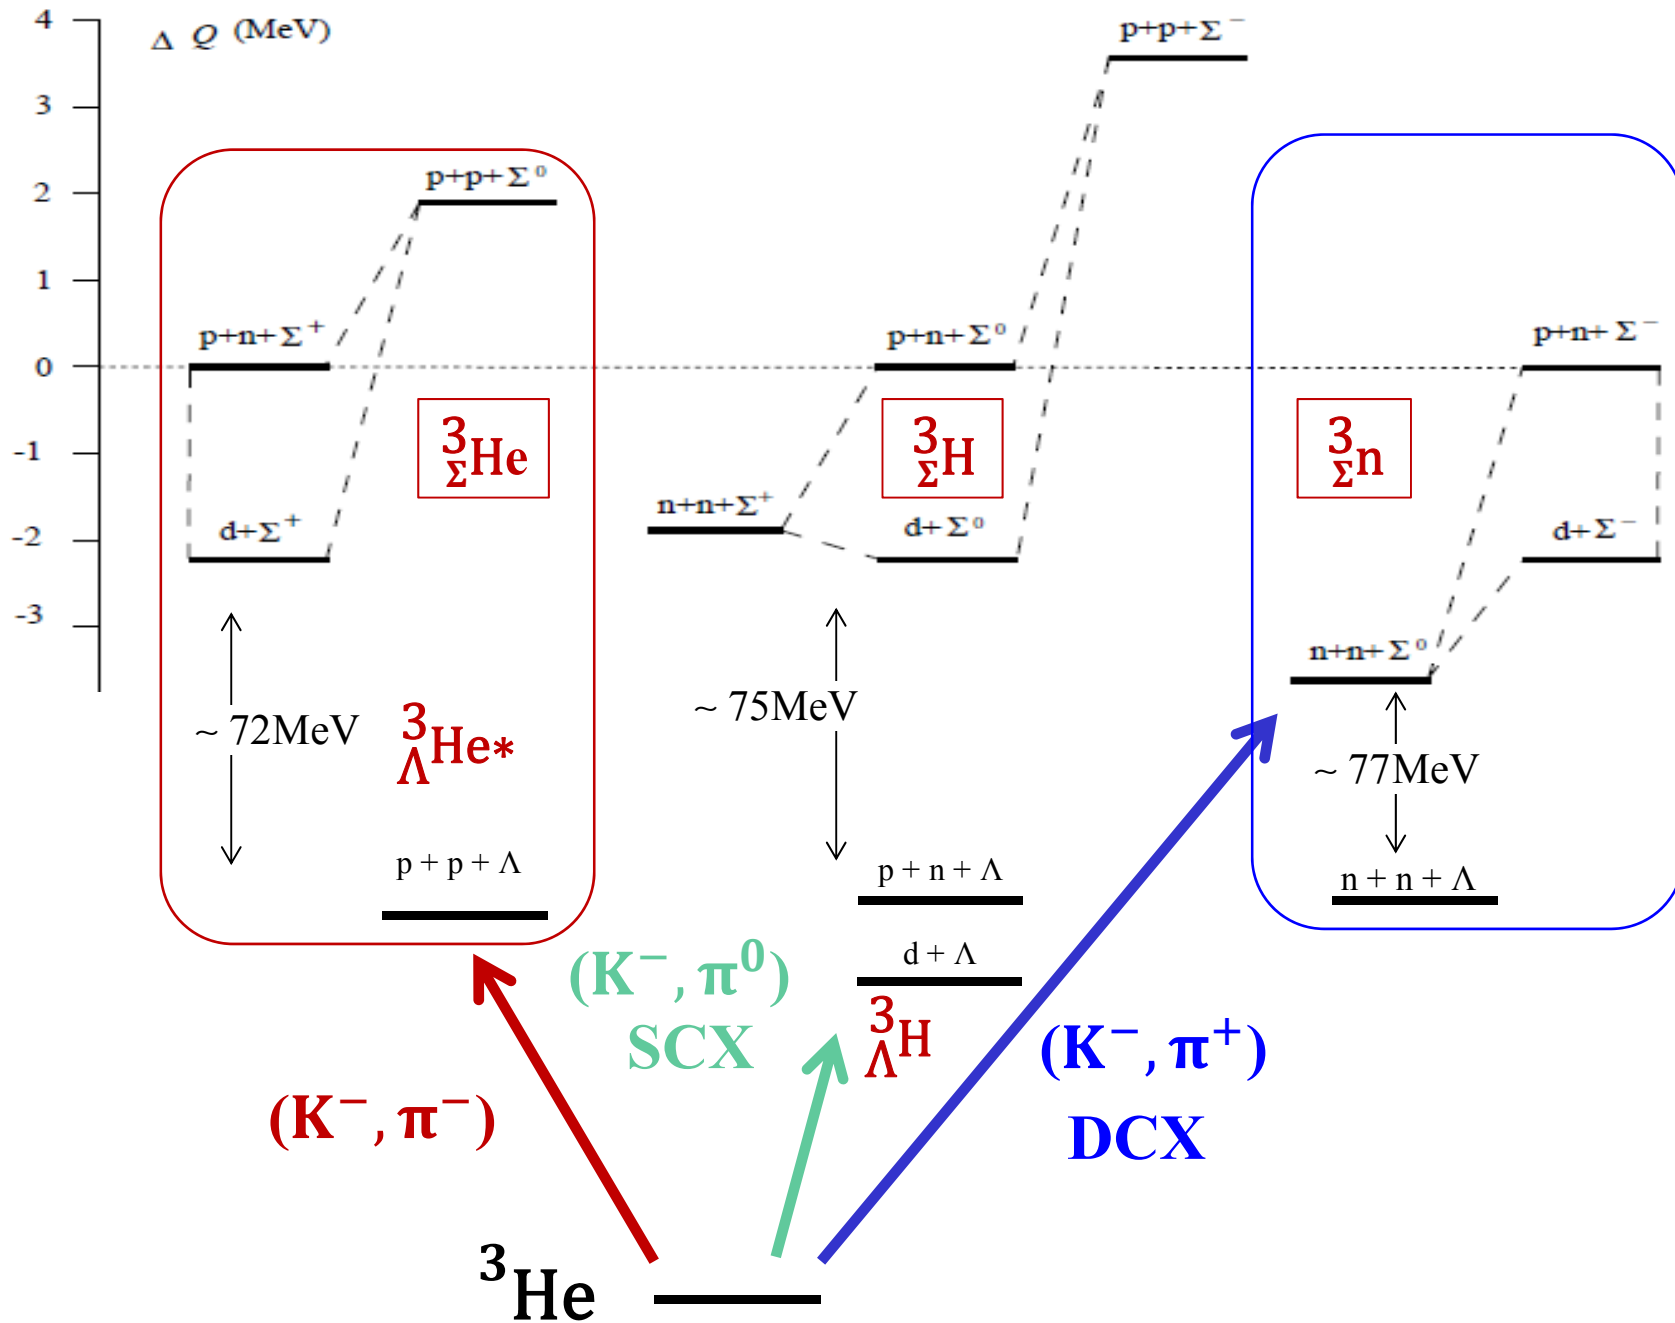 4
Δ Q (MeV)
p+p+Σ⁻
3
2
p+p+Σ⁰
1
p+n+Σ⁺
p+n+Σ⁰
p+n+Σ⁻
0
³ΣHe
³ΣH
³Σn
-1
n+n+Σ⁺
d+Σ⁺
d+Σ⁰
d+Σ⁻
-2
-3
n+n+Σ⁰
~ 72MeV
³ΛHe*
~ 75MeV
~ 77MeV
p + p + Λ
p + n + Λ
n + n + Λ
d + Λ
³ΛH
(K⁻, π⁰)
SCX
(K⁻, π⁺)
DCX
(K⁻, π⁻)
³He